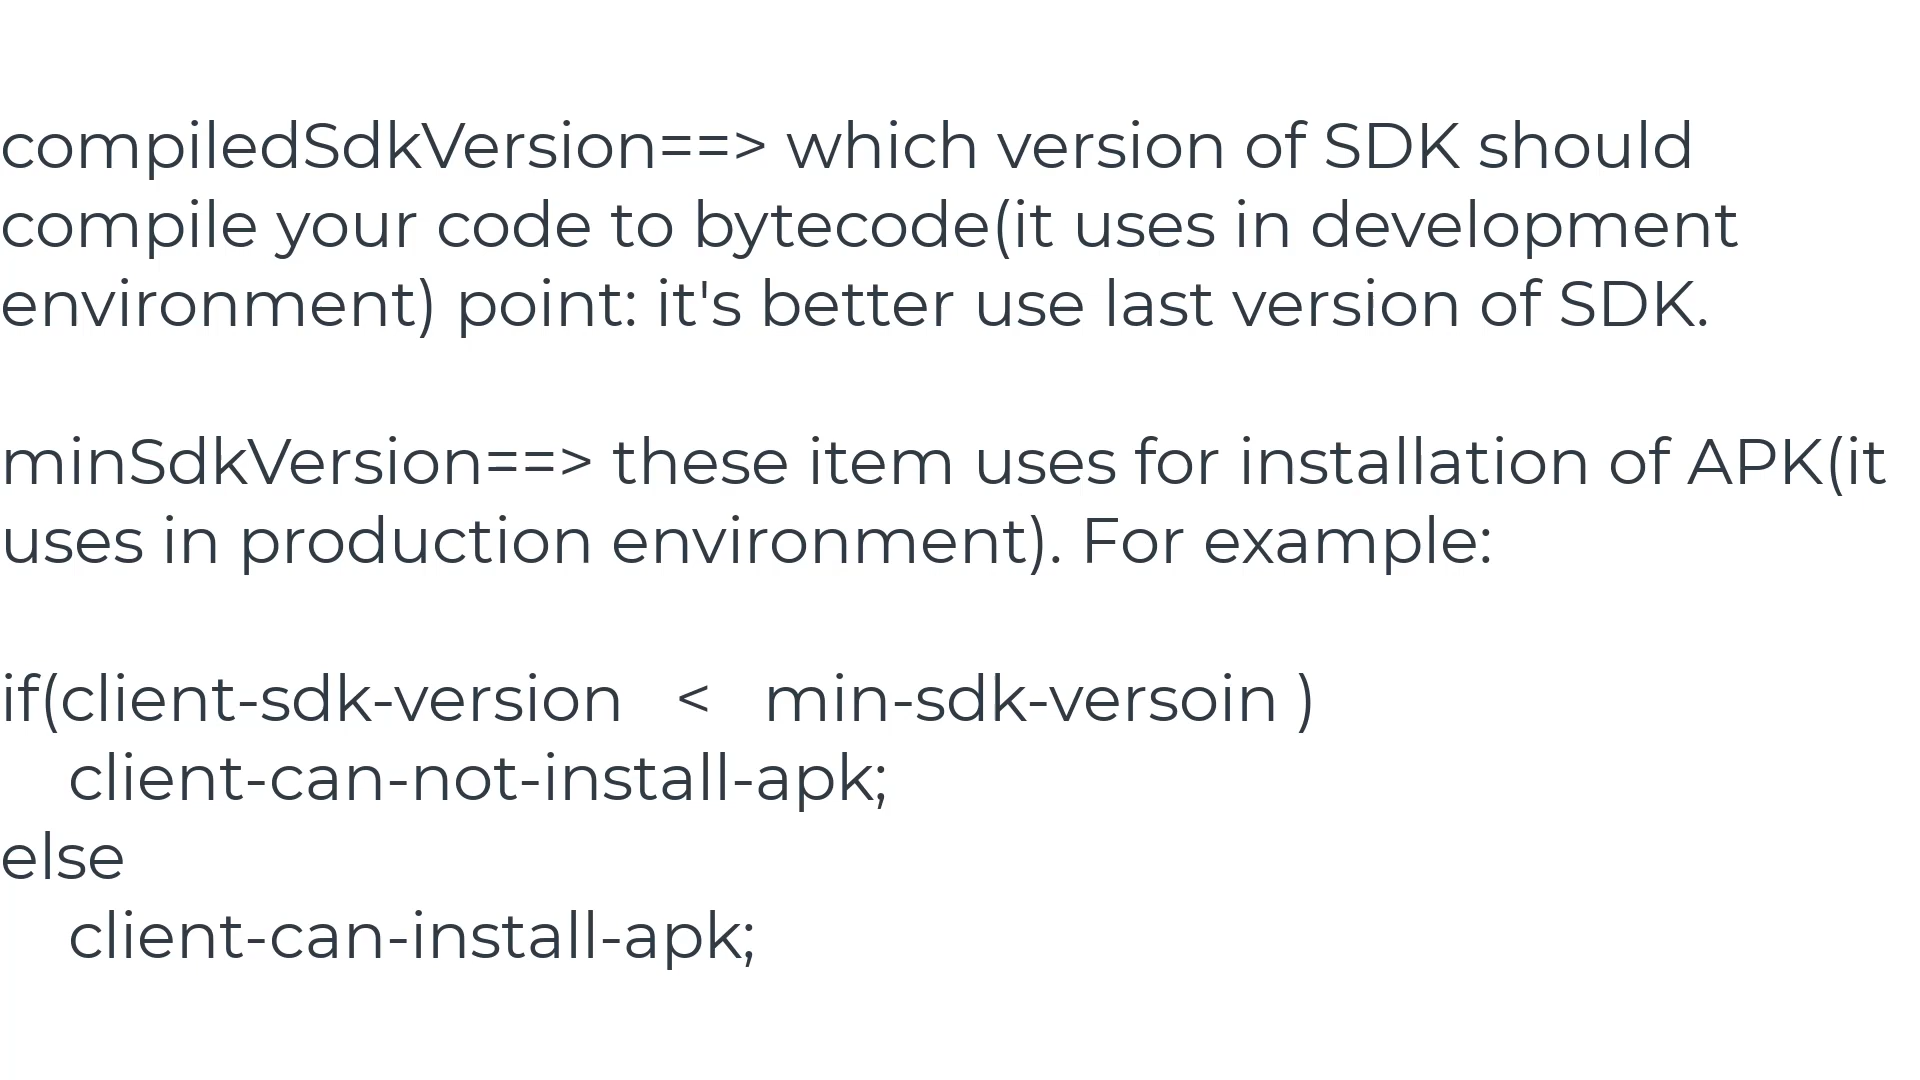 compiledSdkVersion==> which version of SDK should
compile your code to bytecode(it uses in development
environment) point: it's better use last version of SDK.
minSdkVersion==> these item uses for installation of APK(it
uses in production environment). For example:
if(client-sdk-version < min-sdk-versoin )
client-can-not-install-apk;
else
client-can-install-apk;